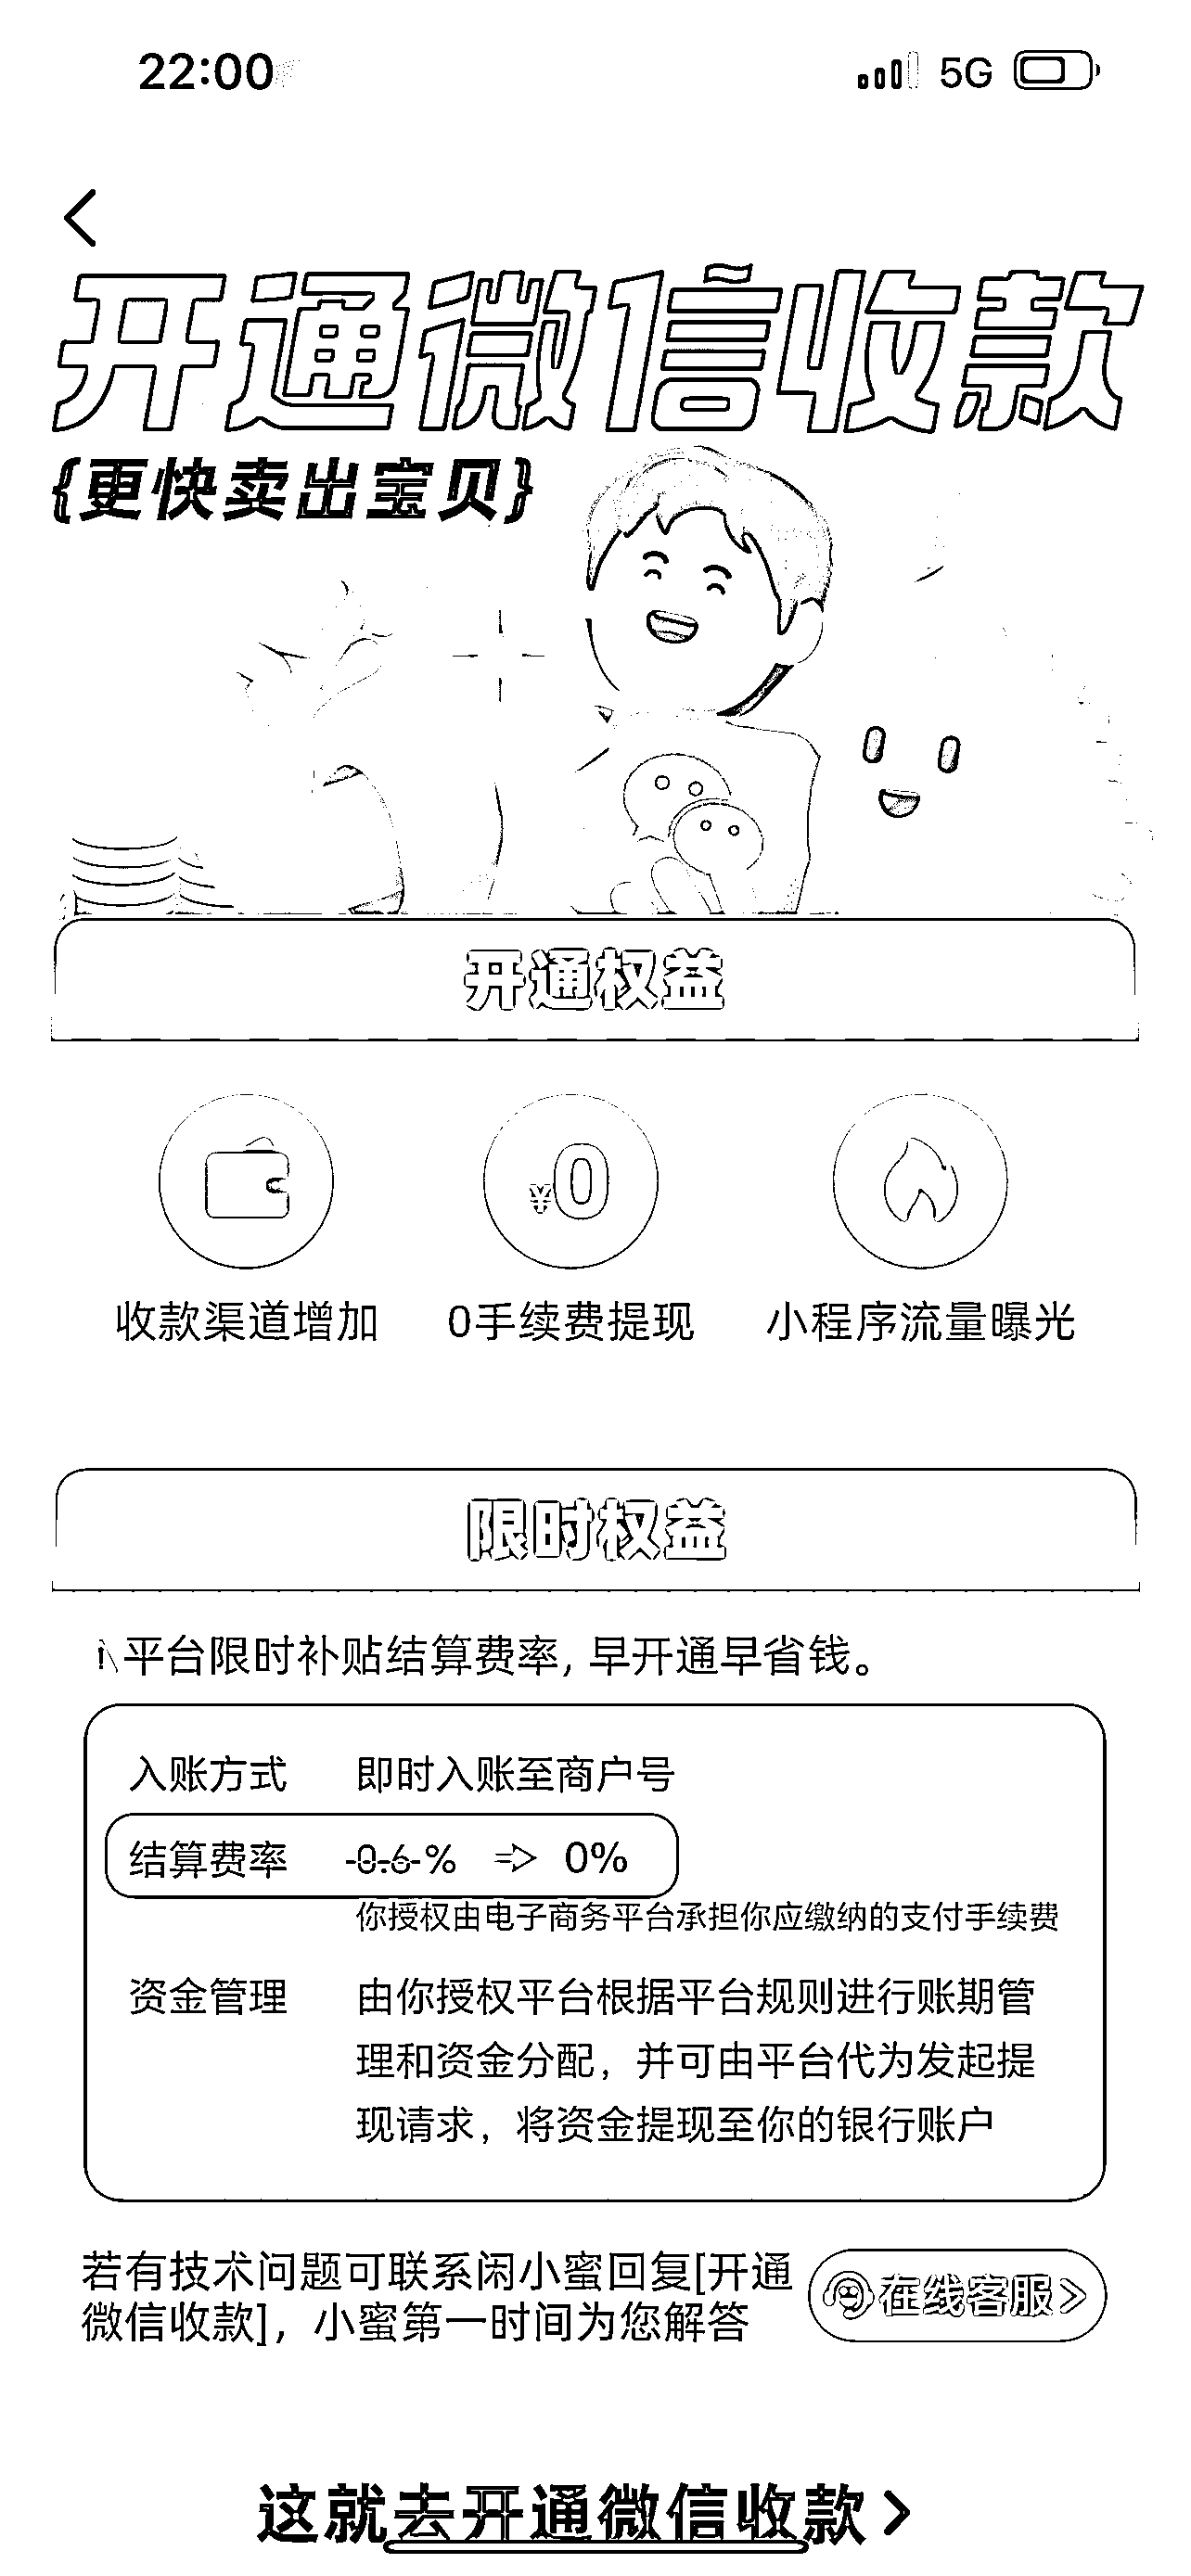 22:00
5G
开通微信收款
{更快卖出宝贝}
开通权益
¥0
收款渠道增加
0手续费提现
小程序流量曝光
限时权益
平台限时补贴结算费率, 早开通早省钱。
入账方式 即时入账至商户号
结算费率 0.6% => 0%
你授权由电子商务平台承担你应缴纳的支付手续费
资金管理 由你授权平台根据平台规则进行账期管
理和资金分配，并可由平台代为发起提
现请求，将资金提现至你的银行账户
若有技术问题可联系闲小蜜回复[开通
微信收款]，小蜜第一时间为您解答
在线客服>
这就去开通微信收款>